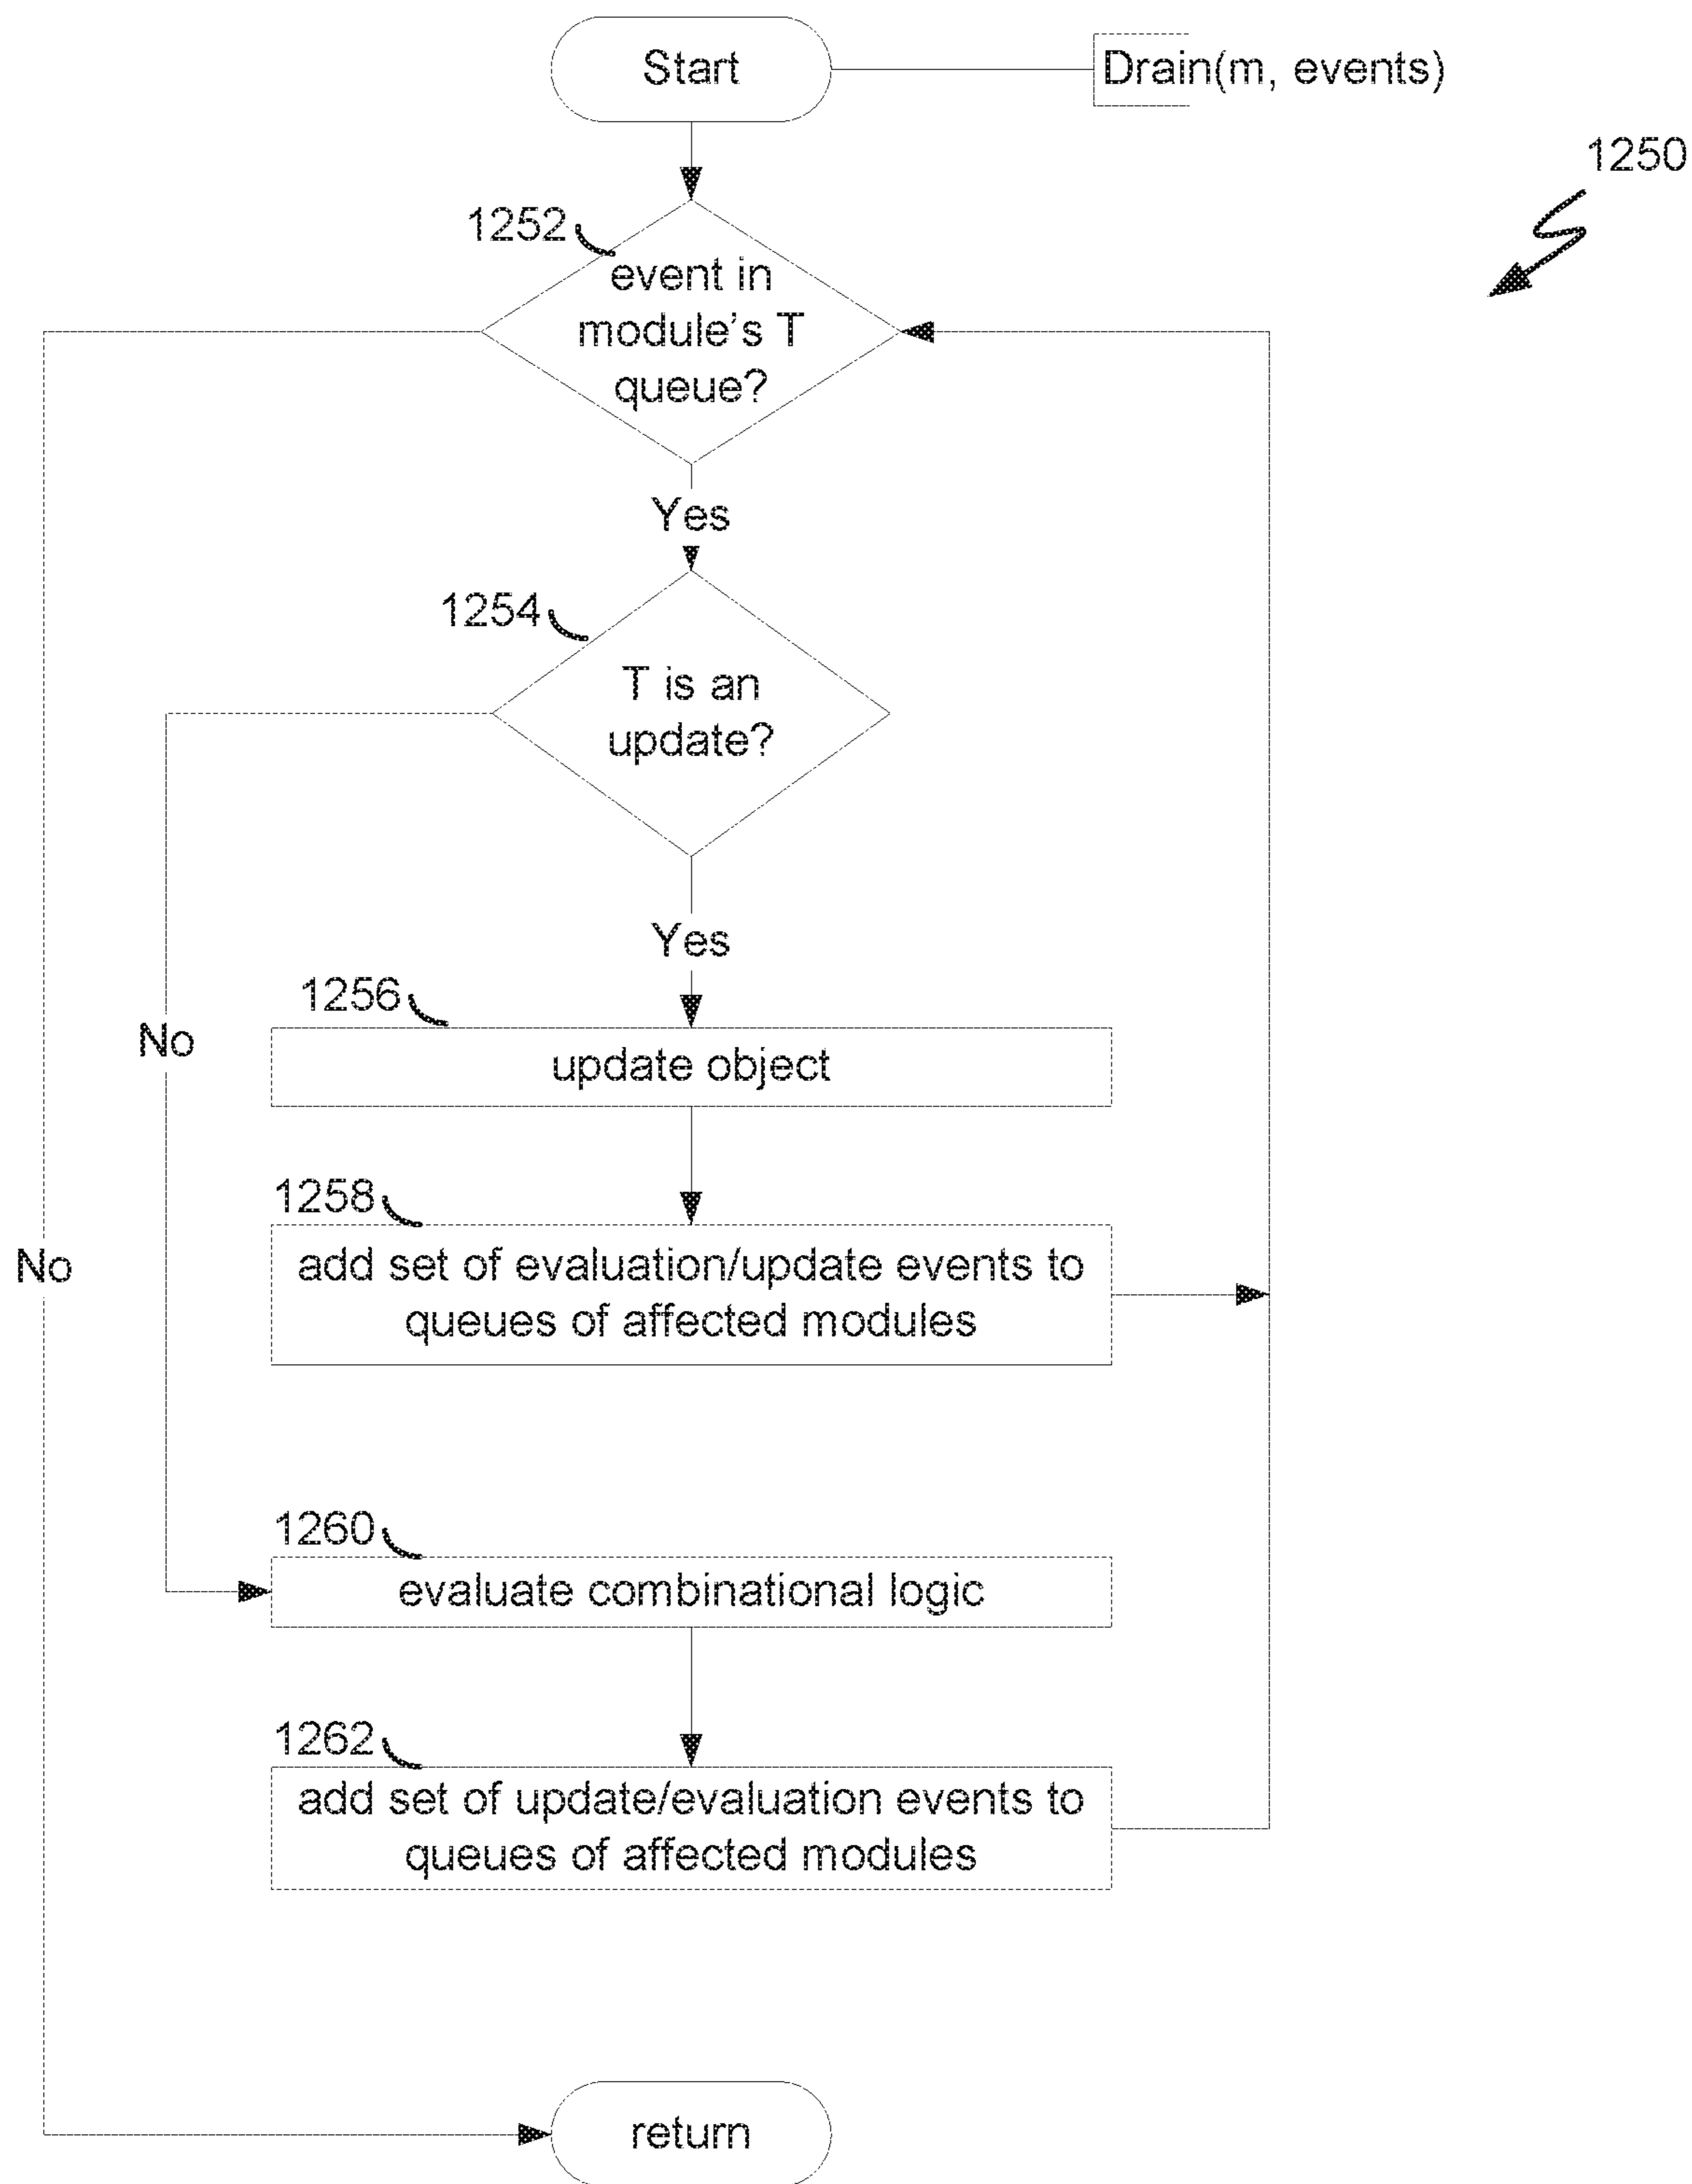 Start
Drain(m, events)
1250
1252
event in
module's T
queue?
Yes
1254
T is an
update?
Yes
1256
No
update object
1258
add set of evaluation/update events to
queues of affected modules
No
1260
evaluate combinational logic
1262
add set of update/evaluation events to
queues of affected modules
return